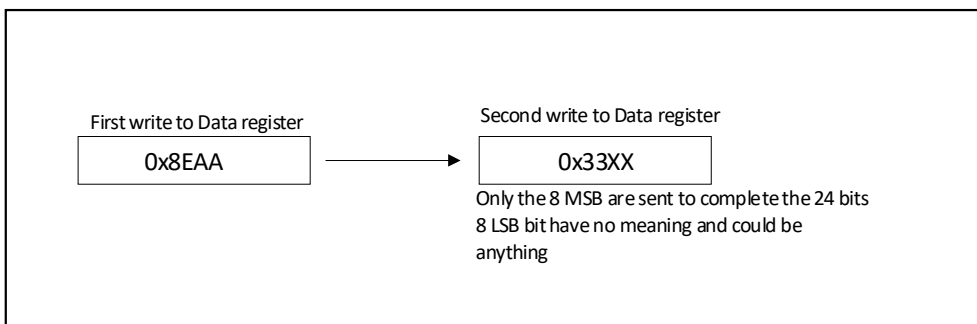 First write to Data register
0x8EAA
Second write to Data register
0x33XX
Only the 8 MSB are sent to complete the 24 bits
8 LSB bit have no meaning and could be
anything